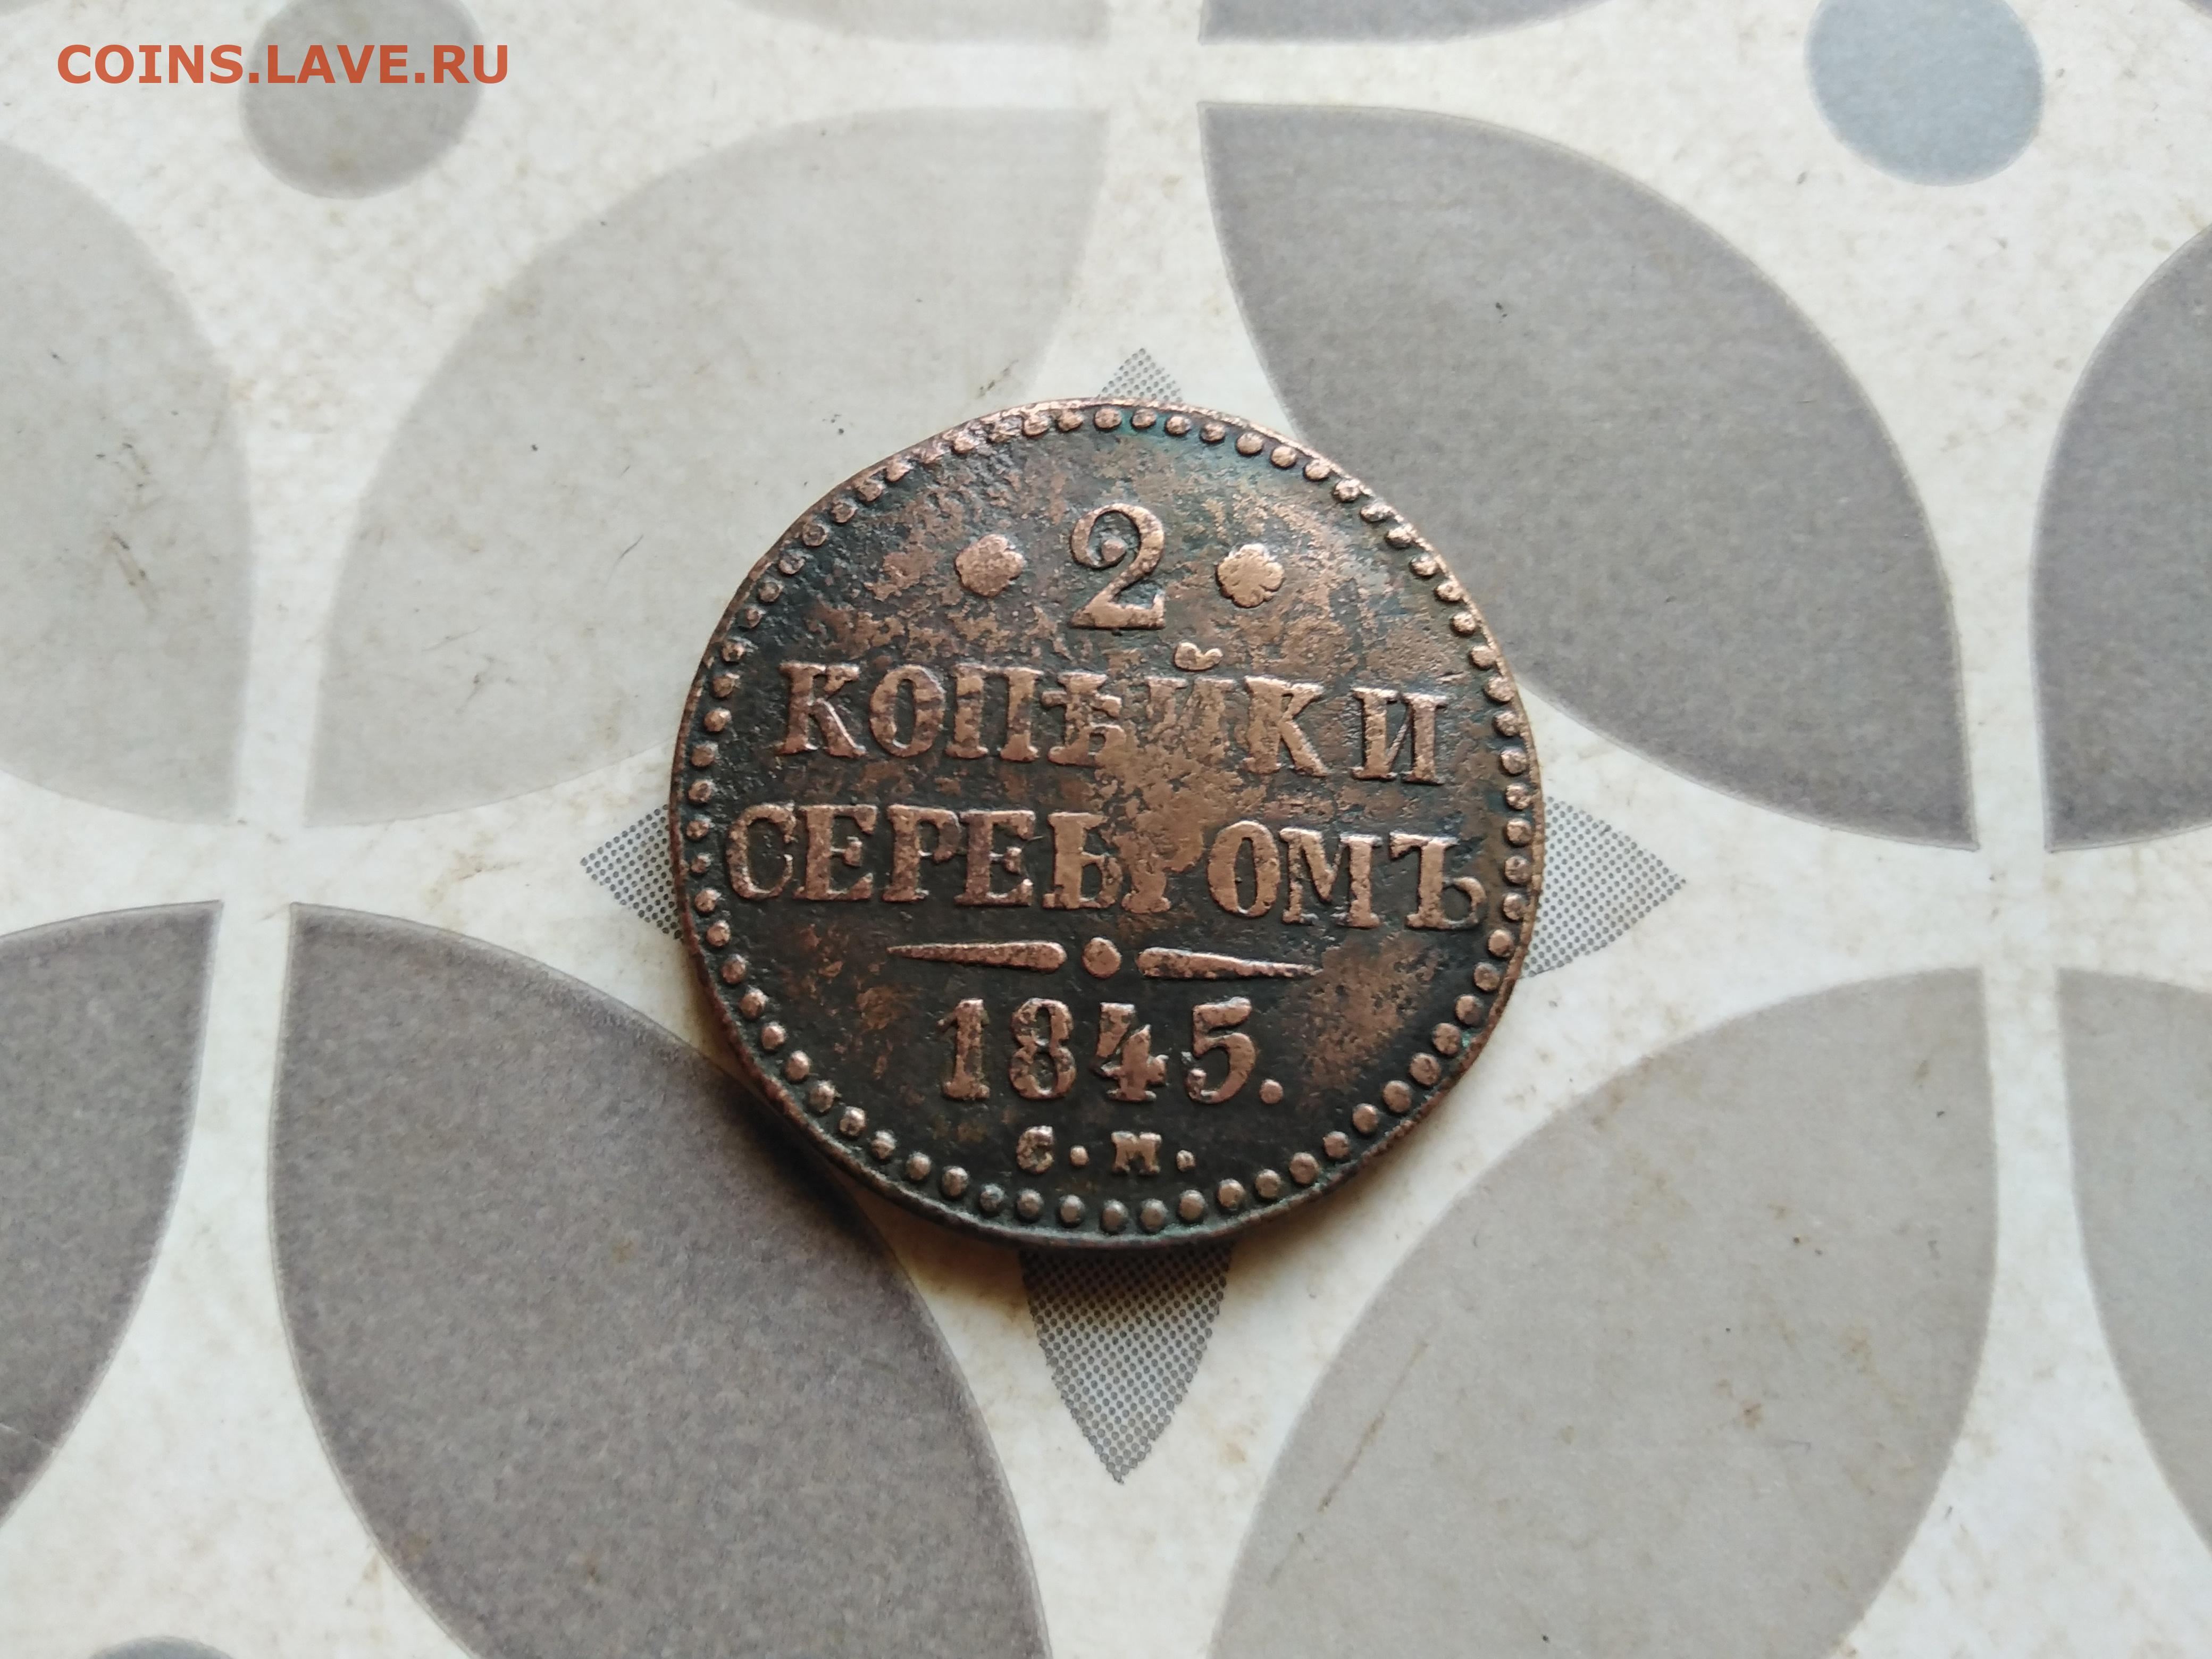 COINS.LAVE.RU
2
КОПѢЙКИ
СЕРЕБРОМЪ
1845.
С.М.